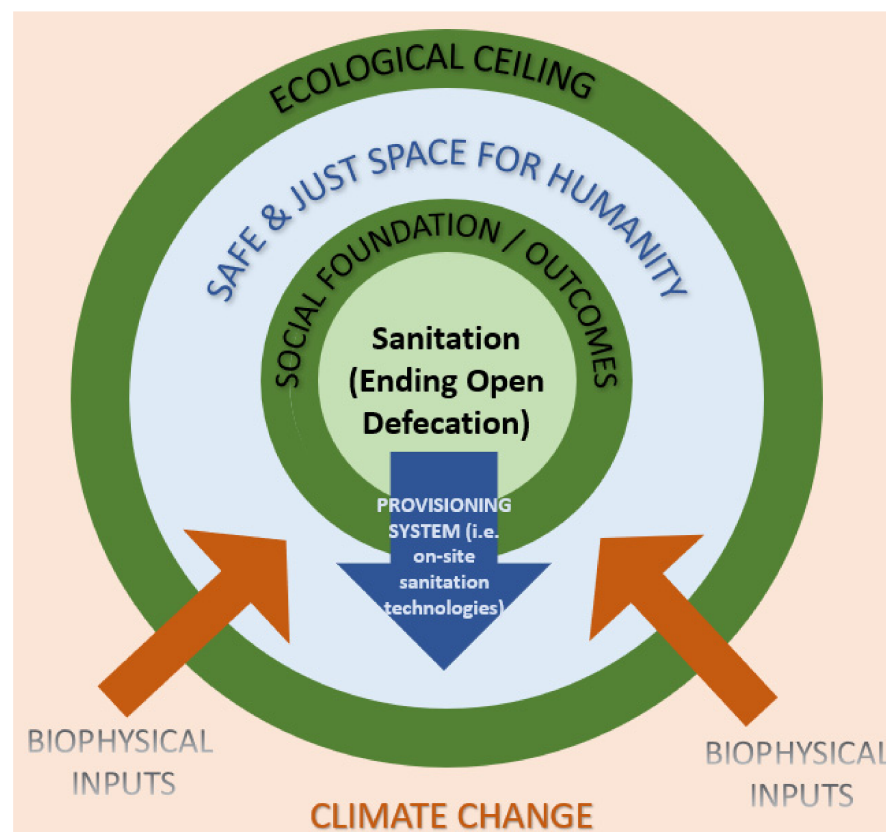 ECOLOGICAL CEILING
SAFE & JUST SPACE FOR HUMANITY
SOCIAL FOUNDATION / OUTCOMES
Sanitation
(Ending Open
Defecation)
PROVISIONING
SYSTEM (i.e.
on-site
sanitation
technologies)
BIOPHYSICAL
INPUTS
BIOPHYSICAL
INPUTS
CLIMATE CHANGE